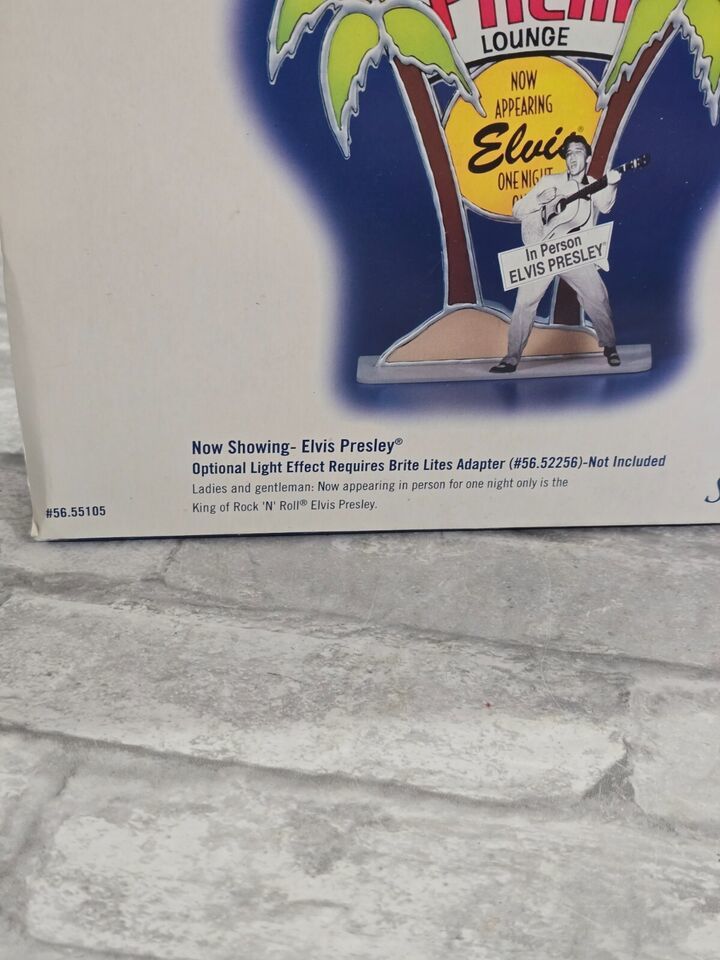 LOUNGE
NOW
APPEARING
Elvis®
ONE NIGHT
In Person
ELVIS PRESLEY®
Now Showing- Elvis Presley®
Optional Light Effect Requires Brite Lites Adapter (#56.52256)-Not Included
Ladies and gentleman: Now appearing in person for one night only is the
King of Rock 'N' Roll® Elvis Presley.
#56.55105